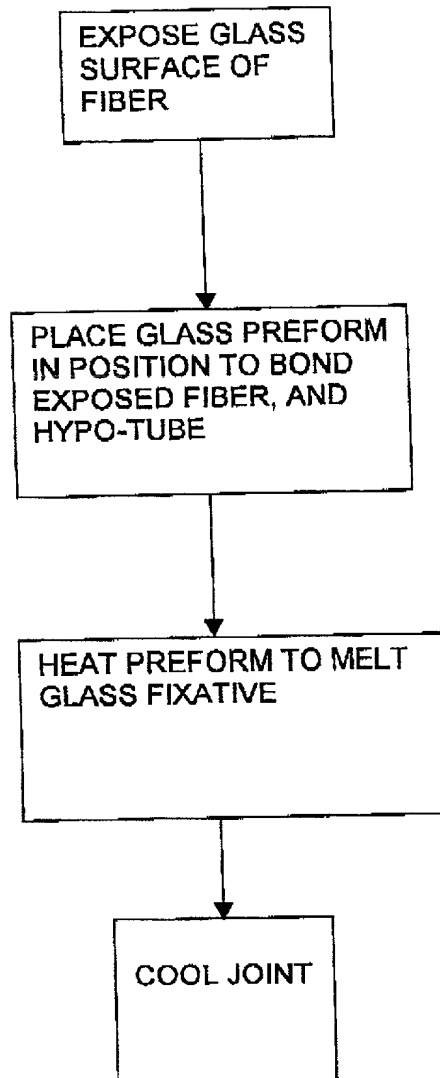 EXPOSE GLASS
SURFACE OF
FIBER
PLACE GLASS PREFORM
IN POSITION TO BOND
EXPOSED FIBER, AND
HYPO-TUBE
HEAT PREFORM TO MELT
GLASS FIXATIVE
COOL JOINT